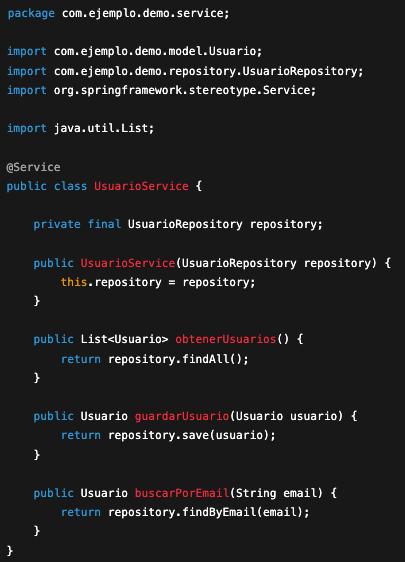 package com.ejemplo.demo.service;
import com.ejemplo.demo.model.Usuario;
import com.ejemplo.demo.repository.UsuarioRepository;
import org.springframework.stereotype.Service;
import java.util.List;
@Service
public class UsuarioService {
    private final UsuarioRepository repository;
    public UsuarioService(UsuarioRepository repository) {
        this.repository = repository;
    }
    public List<Usuario> obtenerUsuarios() {
        return repository.findAll();
    }
    public Usuario guardarUsuario(Usuario usuario) {
        return repository.save(usuario);
    }
    public Usuario buscarPorEmail(String email) {
        return repository.findByEmail(email);
    }
}